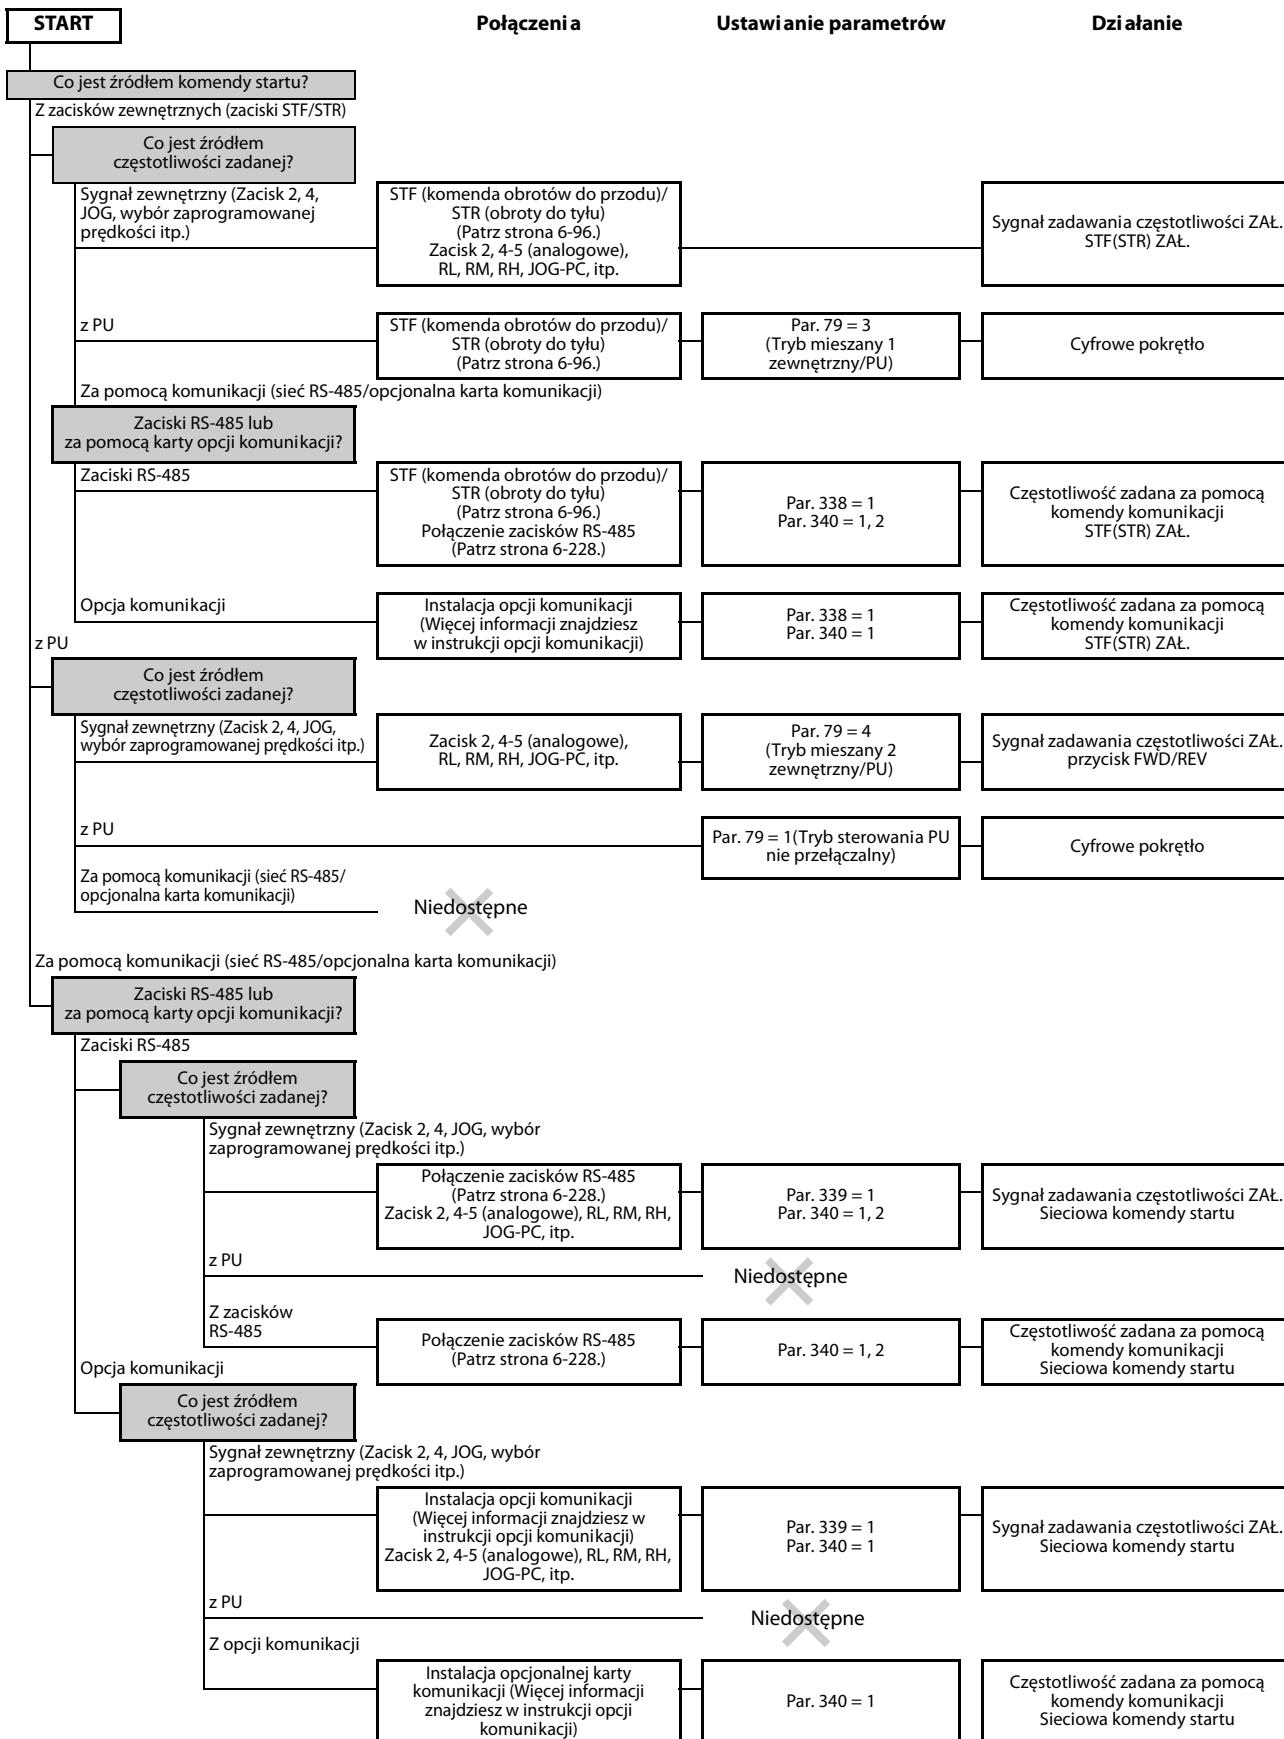 START
Połączenia
Ustawianie parametrów
Działanie
Co jest źródłem komendy startu?
Z zacisków zewnętrznych (zaciski STF/STR)
Co jest źródłem
częstotliwości zadanej?
Sygnał zewnętrzny (Zacisk 2, 4,
JOG, wybór zaprogramowanej
prędkości itp.)
STF (komenda obrotów do przodu)/
STR (obroty do tyłu)
(Patrz strona 6-96.)
Zacisk 2, 4-5 (analogowe),
RL, RM, RH, JOG-PC, itp.
Sygnał zadawania częstotliwości ZAŁ.
STF(STR) ZAŁ.
z PU
STF (komenda obrotów do przodu)/
STR (obroty do tyłu)
(Patrz strona 6-96.)
Par. 79 = 3
(Tryb mieszany 1
zewnętrzny/PU)
Cyfrowe pokrętło
Za pomocą komunikacji (sieć RS-485/opcjonalna karta komunikacji)
Zaciski RS-485 lub
za pomocą karty opcji komunikacji?
Zaciski RS-485
STF (komenda obrotów do przodu)/
STR (obroty do tyłu)
(Patrz strona 6-96.)
Połączenie zacisków RS-485
(Patrz strona 6-228.)
Par. 338 = 1
Par. 340 = 1, 2
Częstotliwość zadana za pomocą
komendy komunikacji
STF(STR) ZAŁ.
Opcja komunikacji
Instalacja opcji komunikacji
(Więcej informacji znajdziesz
w instrukcji opcji komunikacji)
Par. 338 = 1
Par. 340 = 1
Częstotliwość zadana za pomocą
komendy komunikacji
STF(STR) ZAŁ.
z PU
Co jest źródłem
częstotliwości zadanej?
Sygnał zewnętrzny (Zacisk 2, 4, JOG,
wybór zaprogramowanej prędkości itp.)
Zacisk 2, 4-5 (analogowe),
RL, RM, RH, JOG-PC, itp.
Par. 79 = 4
(Tryb mieszany 2
zewnętrzny/PU)
Sygnał zadawania częstotliwości ZAŁ.
przycisk FWD/REV
z PU
Par. 79 = 1(Tryb sterowania PU
nie przełączalny)
Cyfrowe pokrętło
Za pomocą komunikacji (sieć RS-485/
opcjonalna karta komunikacji)
Niedostępne
Za pomocą komunikacji (sieć RS-485/opcjonalna karta komunikacji)
Zaciski RS-485 lub
za pomocą karty opcji komunikacji?
Zaciski RS-485
Co jest źródłem
częstotliwości zadanej?
Sygnał zewnętrzny (Zacisk 2, 4, JOG, wybór
zaprogramowanej prędkości itp.)
Połączenie zacisków RS-485
(Patrz strona 6-228.)
Zacisk 2, 4-5 (analogowe), RL, RM, RH,
JOG-PC, itp.
Par. 339 = 1
Par. 340 = 1, 2
Sygnał zadawania częstotliwości ZAŁ.
Sieciowa komendy startu
z PU
Niedostępne
Z zacisków
RS-485
Połączenie zacisków RS-485
(Patrz strona 6-228.)
Par. 340 = 1, 2
Częstotliwość zadana za pomocą
komendy komunikacji
Sieciowa komendy startu
Opcja komunikacji
Co jest źródłem
częstotliwości zadanej?
Sygnał zewnętrzny (Zacisk 2, 4, JOG, wybór
zaprogramowanej prędkości itp.)
Instalacja opcji komunikacji
(Więcej informacji znajdziesz w
instrukcji opcji komunikacji)
Zacisk 2, 4-5 (analogowe), RL, RM, RH,
JOG-PC, itp.
Par. 339 = 1
Par. 340 = 1
Sygnał zadawania częstotliwości ZAŁ.
Sieciowa komendy startu
z PU
Niedostępne
Z opcji komunikacji
Instalacja opcjonalnej karty
komunikacji (Więcej informacji
znajdziesz w instrukcji opcji
komunikacji)
Par. 340 = 1
Częstotliwość zadana za pomocą
komendy komunikacji
Sieciowa komendy startu